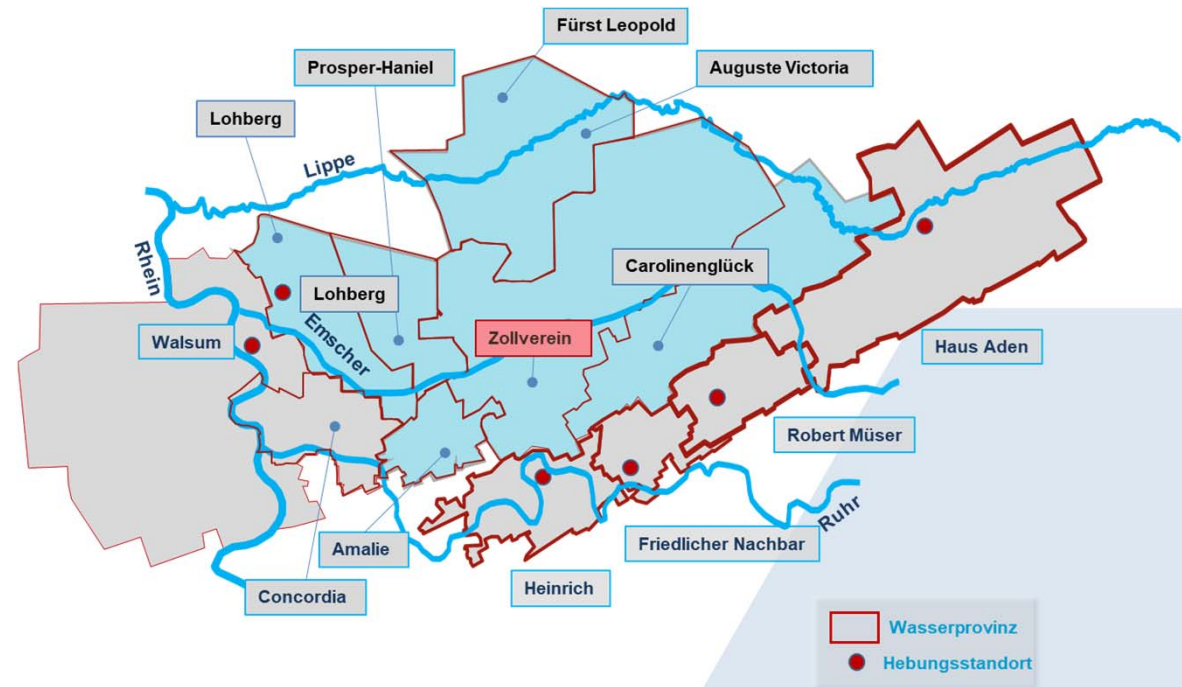 Fürst Leopold
Prosper-Haniel
Auguste Victoria
Lohberg
Lippe
Rhein
Carolinenglück
Lohberg
Emscher
Zollverein
Walsum
Haus Aden
Robert Müser
Ruhr
Amalie
Friedlicher Nachbar
Heinrich
Concordia
Wasserprovinz
Hebungsstandort